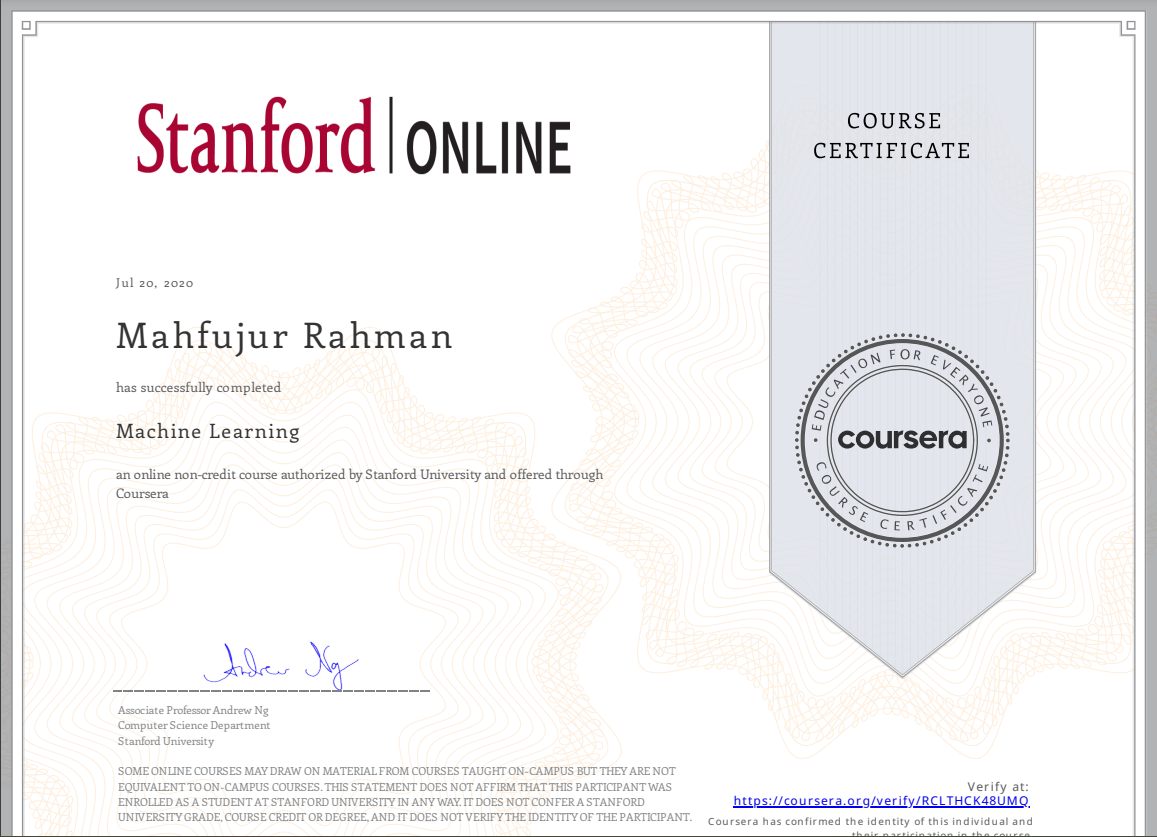 Stanford | ONLINE
COURSE
CERTIFICATE
Jul 20, 2020
Mahfujur Rahman
has successfully completed
Machine Learning
an online non-credit course authorized by Stanford University and offered through
Coursera
EDUCATION FOR EVERYONE
coursera
COURSE CERTIFICATE
Andrew Ng
Associate Professor Andrew Ng
Computer Science Department
Stanford University
SOME ONLINE COURSES MAY DRAW ON MATERIAL FROM COURSES TAUGHT ON-CAMPUS BUT THEY ARE NOT
EQUIVALENT TO ON-CAMPUS COURSES. THIS STATEMENT DOES NOT AFFIRM THAT THIS PARTICIPANT WAS
ENROLLED AS A STUDENT AT STANFORD UNIVERSITY IN ANY WAY. IT DOES NOT CONFER A STANFORD
UNIVERSITY GRADE, COURSE CREDIT OR DEGREE, AND IT DOES NOT VERIFY THE IDENTITY OF THE PARTICIPANT.
Verify at:
https://coursera.org/verify/RCLTHCK48UMQ
Coursera has confirmed the identity of this individual and
their participation in the course